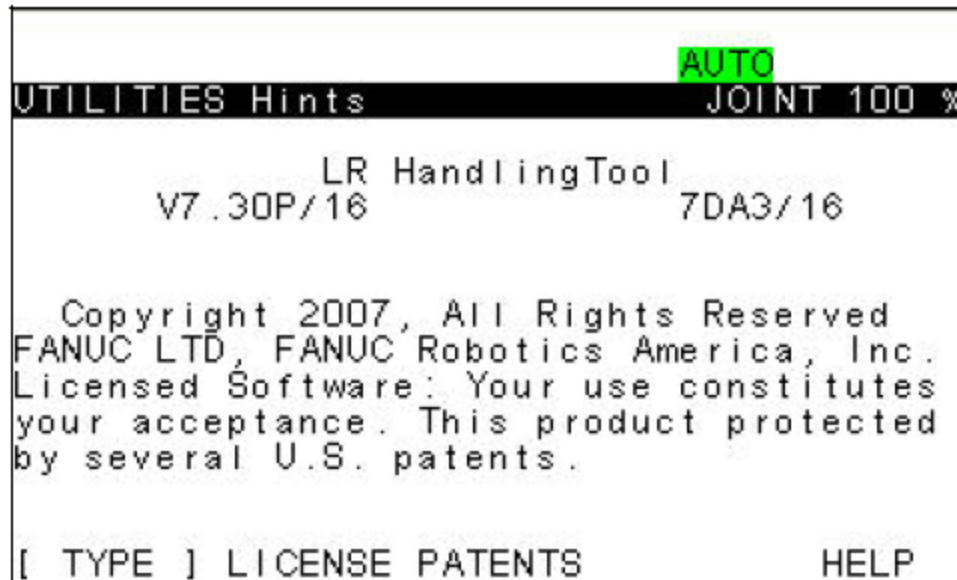 AUTO
UTILITIES Hints JOINT 100 %
LR HandlingTool
V7.30P/16 7DA3/16
Copyright 2007, All Rights Reserved
FANUC LTD, FANUC Robotics America, Inc.
Licensed Software: Your use constitutes
your acceptance. This product protected
by several U.S. patents.
[ TYPE ] LICENSE PATENTS HELP